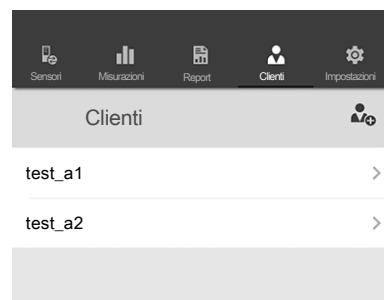 Sensori Misurazioni Report Clienti Impostazioni
Clienti
test_a1
test_a2